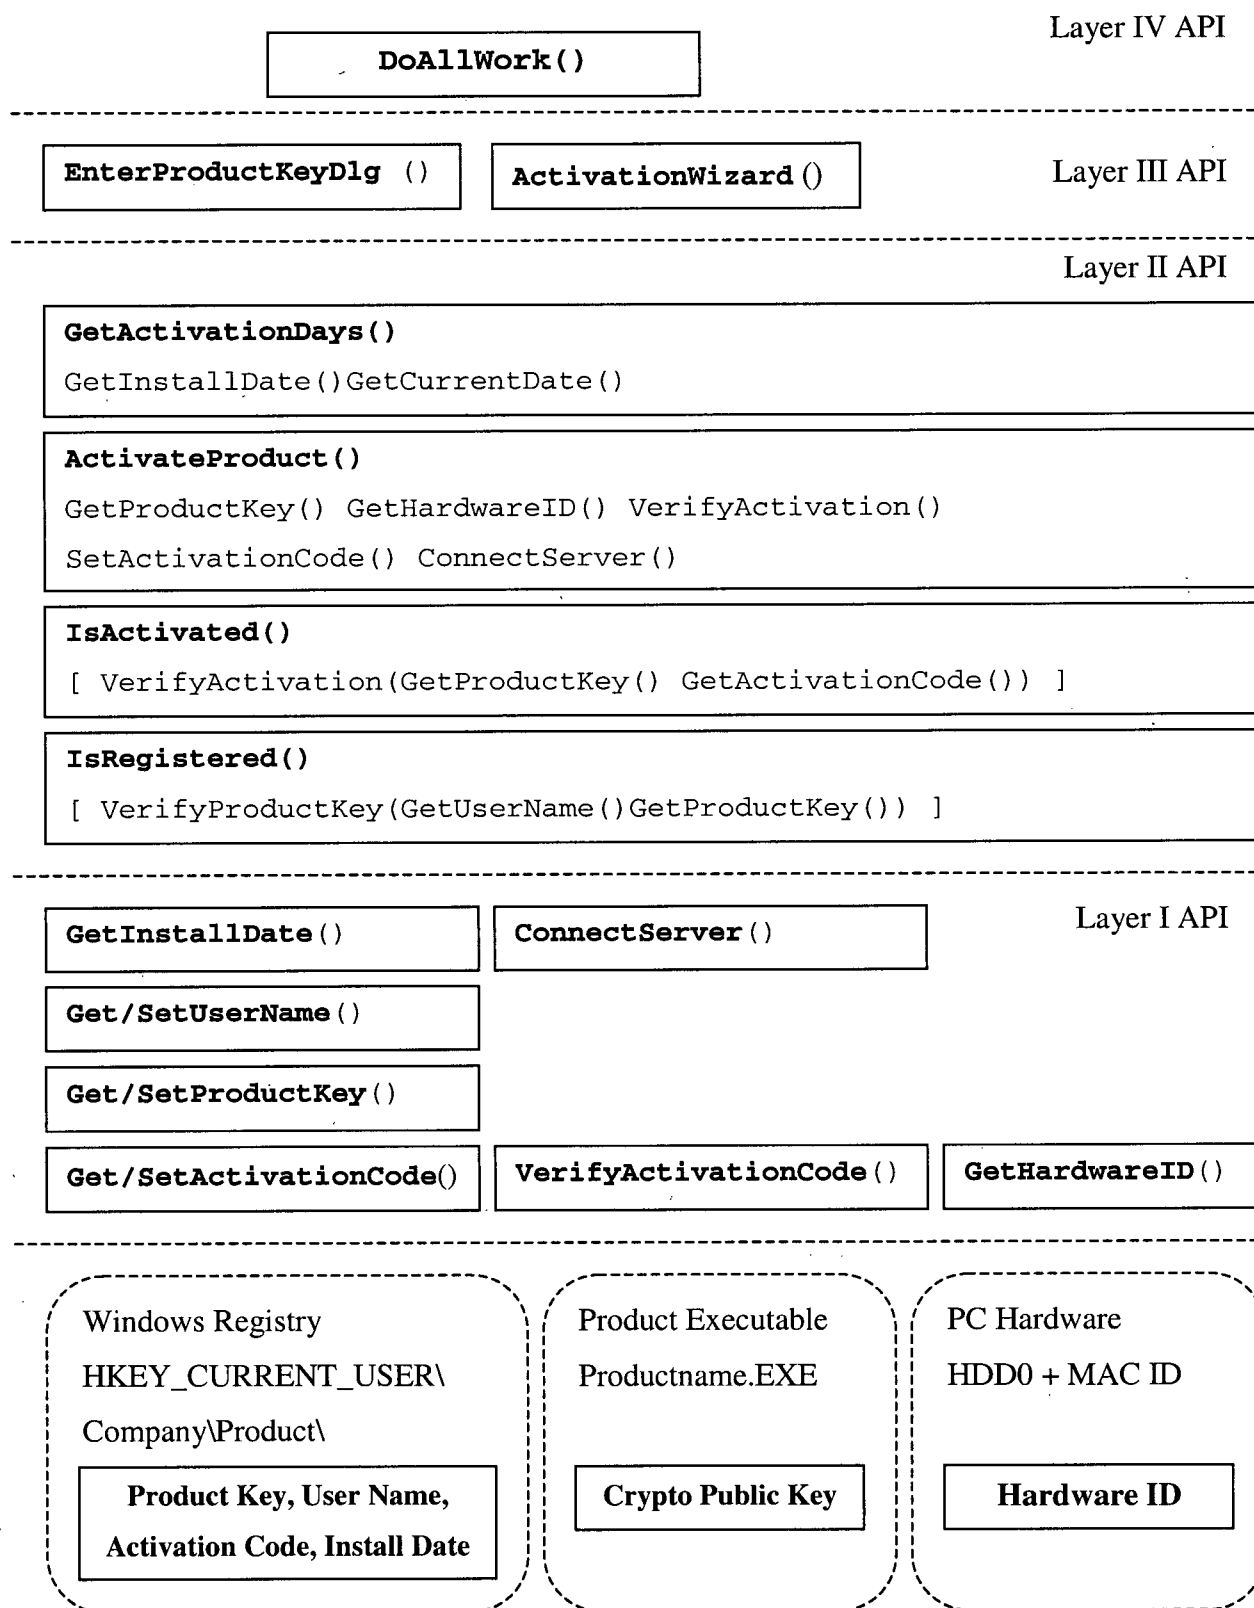 Layer IV API
DoAllWork()
EnterProductKeyDlg ()
ActivationWizard()
Layer III API
Layer II API
GetActivationDays()
GetInstallDate()GetCurrentDate()
ActivateProduct()
GetProductKey() GetHardwareID() VerifyActivation()
SetActivationCode() ConnectServer()
IsActivated()
[ VerifyActivation(GetProductKey() GetActivationCode()) ]
IsRegistered()
[ VerifyProductKey(GetUserName()GetProductKey()) ]
Layer I API
GetInstallDate()
ConnectServer()
Get/SetUserName()
Get/SetProductKey()
Get/SetActivationCode()
VerifyActivationCode()
GetHardwareID()
Windows Registry
HKEY_CURRENT_USER\
Company\Product\
Product Key, User Name,
Activation Code, Install Date
Product Executable
Productname.EXE
Crypto Public Key
PC Hardware
HDD0 + MAC ID
Hardware ID